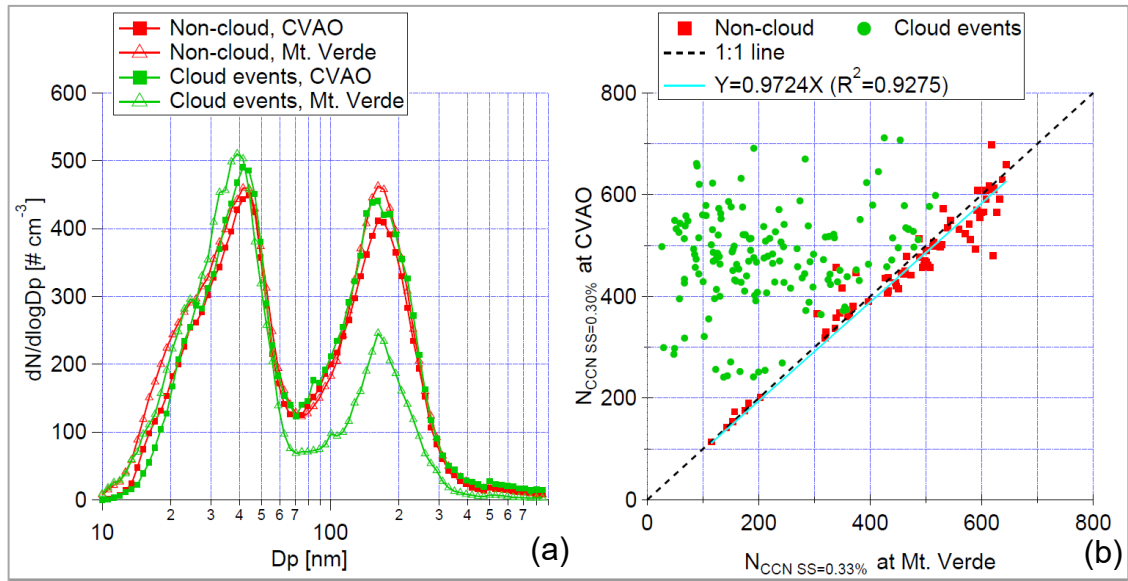 Non-cloud, CVAO
Non-cloud, Mt. Verde
Cloud events, CVAO
Cloud events, Mt. Verde
600
500
400
300
200
100
0
dN/dlogDp [# cm⁻³]
10 2 3 4 5 6 7 100 2 3 4 5 6 7
Dp [nm]
(a)
Non-cloud Cloud events
1:1 line
Y=0.9724X (R²=0.9275)
800
600
400
200
0
N_CCN SS=0.30% at CVAO
0 200 400 600 800
N_CCN SS=0.33% at Mt. Verde
(b)